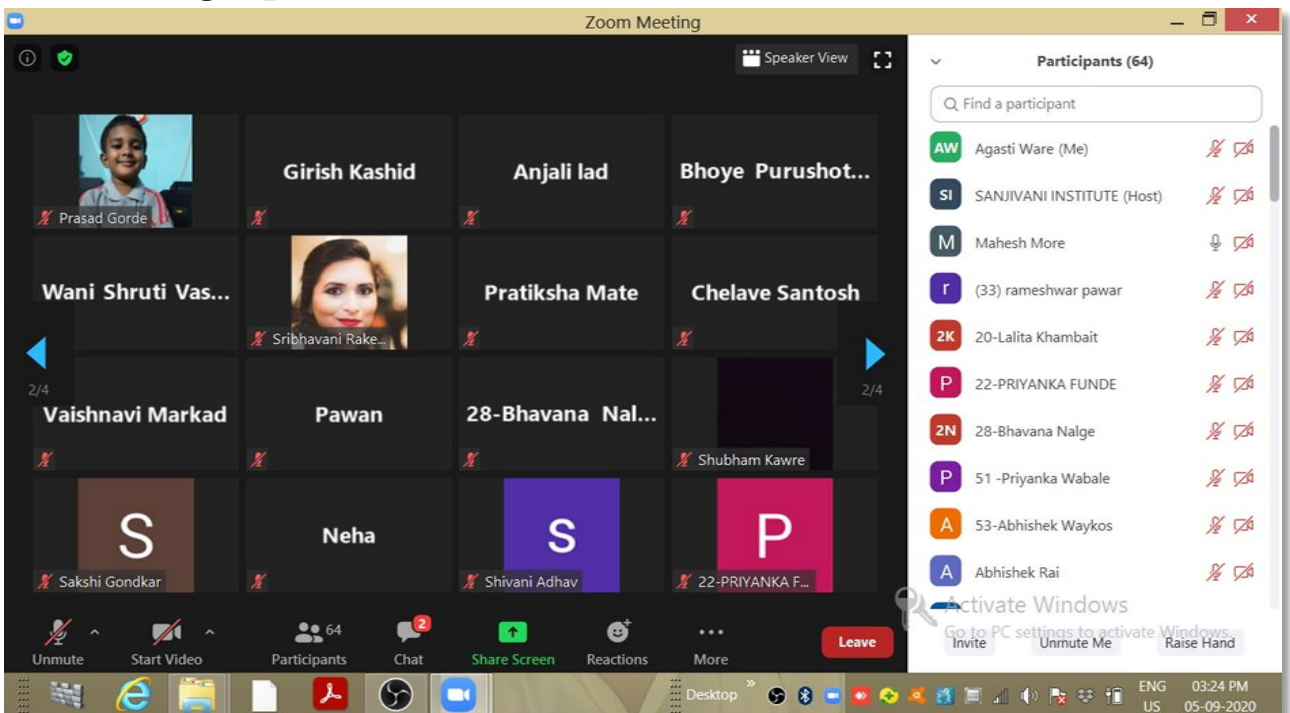 Zoom Meeting
Speaker View
Prasad Gorde
Girish Kashid
Anjali lad
Bhoye Purushot...
Wani Shruti Vas...
Sribhavani Rake...
Pratiksha Mate
Chelave Santosh
2/4
2/4
Vaishnavi Markad
Pawan
28-Bhavana Nal...
Shubham Kawre
S
Sakshi Gondkar
Neha
S
Shivani Adhav
P
22-PRIYANKA F...
Unmute
Start Video
64
Participants
2
Chat
Share Screen
Reactions
More
Leave
Participants (64)
Find a participant
AW Agasti Ware (Me)
SI SANJIVANI INSTITUTE (Host)
M Mahesh More
r (33) rameshwar pawar
2K 20-Lalita Khambait
P 22-PRIYANKA FUNDE
2N 28-Bhavana Nalge
P 51 -Priyanka Wabale
A 53-Abhishek Waykos
A Abhishek Rai
Activate Windows
Go to PC settings to activate Windows.
Invite
Unmute Me
Raise Hand
Desktop
ENG
US
03:24 PM
05-09-2020